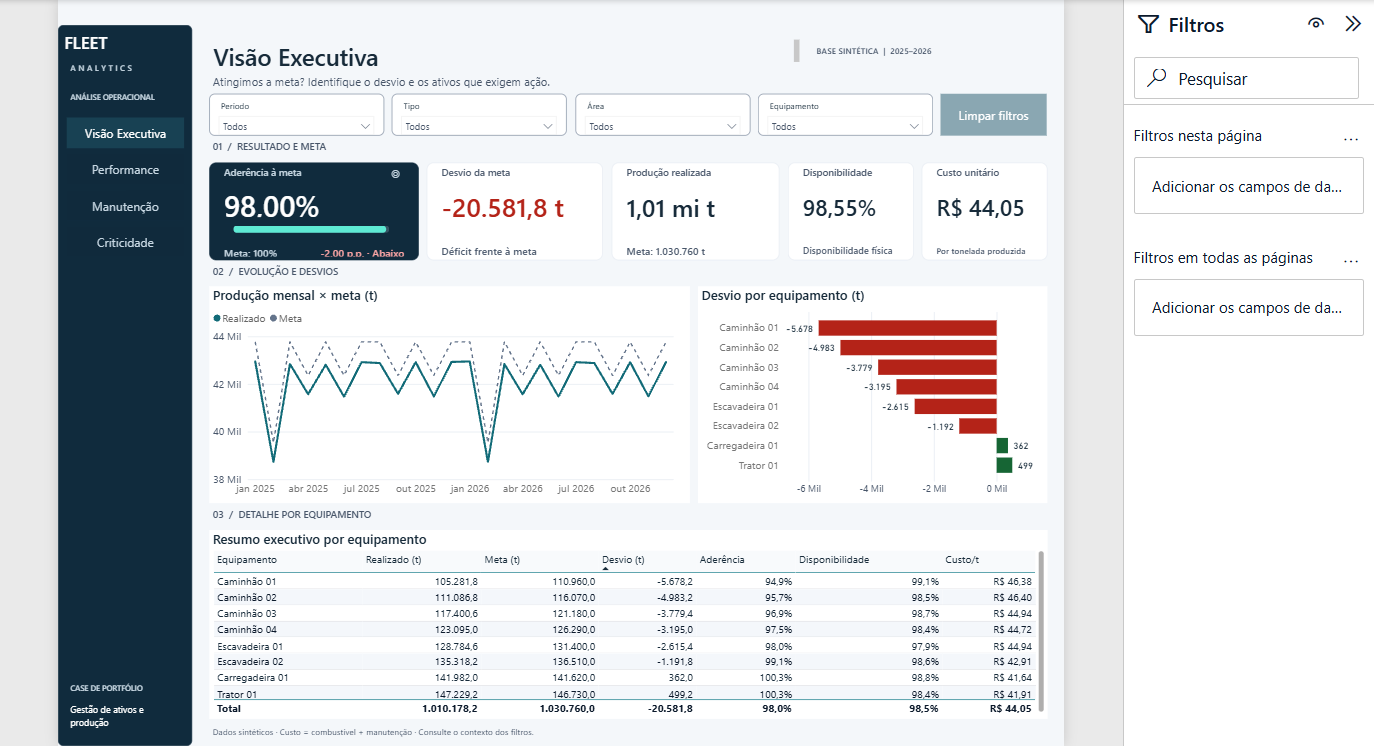 FLEET
ANALYTICS
ANÁLISE OPERACIONAL
Visão Executiva
Performance
Manutenção
Criticidade
CASE DE PORTFÓLIO
Gestão de ativos e
produção
Visão Executiva
BASE SINTÉTICA | 2025–2026
Atingimos a meta? Identifique o desvio e os ativos que exigem ação.
Período
Todos
Tipo
Todos
Área
Todos
Equipamento
Todos
Limpar filtros
01 / RESULTADO E META
Aderência à meta
98.00%
Meta: 100% -2.00 p.p. · Abaixo
Desvio da meta
-20.581,8 t
Déficit frente à meta
Produção realizada
1,01 mi t
Meta: 1.030.760 t
Disponibilidade
98,55%
Disponibilidade física
Custo unitário
R$ 44,05
Por tonelada produzida
02 / EVOLUÇÃO E DESVIOS
Produção mensal × meta (t)
Realizado Meta
44 Mil
42 Mil
40 Mil
38 Mil
jan 2025 abr 2025 jul 2025 out 2025 jan 2026 abr 2026 jul 2026 out 2026
Desvio por equipamento (t)
Caminhão 01 -5.678
Caminhão 02 -4.983
Caminhão 03 -3.779
Caminhão 04 -3.195
Escavadeira 01 -2.615
Escavadeira 02 -1.192
Carregadeira 01 362
Trator 01 499
-6 Mil -4 Mil -2 Mil 0 Mil
03 / DETALHE POR EQUIPAMENTO
Resumo executivo por equipamento
Equipamento Realizado (t) Meta (t) Desvio (t) Aderência Disponibilidade Custo/t
Caminhão 01 105.281,8 110.960,0 -5.678,2 94,9% 99,1% R$ 46,38
Caminhão 02 111.086,8 116.070,0 -4.983,2 95,7% 98,5% R$ 46,40
Caminhão 03 117.400,6 121.180,0 -3.779,4 96,9% 98,7% R$ 44,94
Caminhão 04 123.095,0 126.290,0 -3.195,0 97,5% 98,4% R$ 44,72
Escavadeira 01 128.784,6 131.400,0 -2.615,4 98,0% 97,9% R$ 44,94
Escavadeira 02 135.318,2 136.510,0 -1.191,8 99,1% 98,6% R$ 42,91
Carregadeira 01 141.982,0 141.620,0 362,0 100,3% 98,8% R$ 41,64
Trator 01 147.229,2 146.730,0 499,2 100,3% 98,4% R$ 41,91
Total 1.010.178,2 1.030.760,0 -20.581,8 98,0% 98,5% R$ 44,05
Dados sintéticos · Custo = combustível + manutenção · Consulte o contexto dos filtros.
Filtros
Pesquisar
Filtros nesta página ...
Adicionar os campos de da...
Filtros em todas as páginas ...
Adicionar os campos de da...